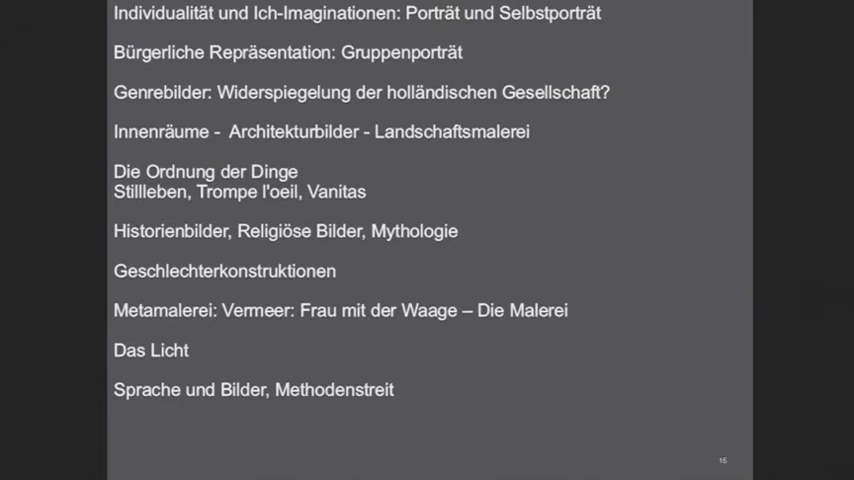 Individualität und Ich-Imaginationen: Porträt und Selbstporträt
Bürgerliche Repräsentation: Gruppenporträt
Genrebilder: Widerspiegelung der holländischen Gesellschaft?
Innenräume - Architekturbilder - Landschaftsmalerei
Die Ordnung der Dinge
Stillleben, Trompe l'oeil, Vanitas
Historienbilder, Religiöse Bilder, Mythologie
Geschlechterkonstruktionen
Metamalerei: Vermeer: Frau mit der Waage – Die Malerei
Das Licht
Sprache und Bilder, Methodenstreit
15